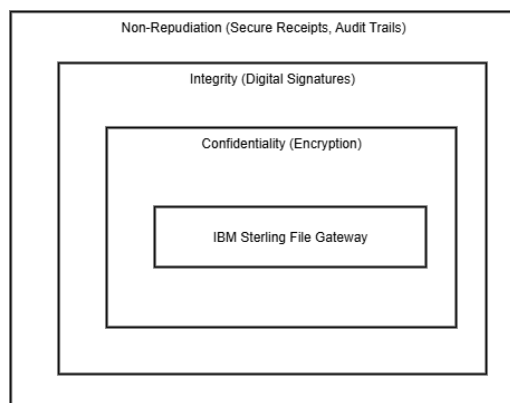 Non-Repudiation (Secure Receipts, Audit Trails)
Integrity (Digital Signatures)
Confidentiality (Encryption)
IBM Sterling File Gateway